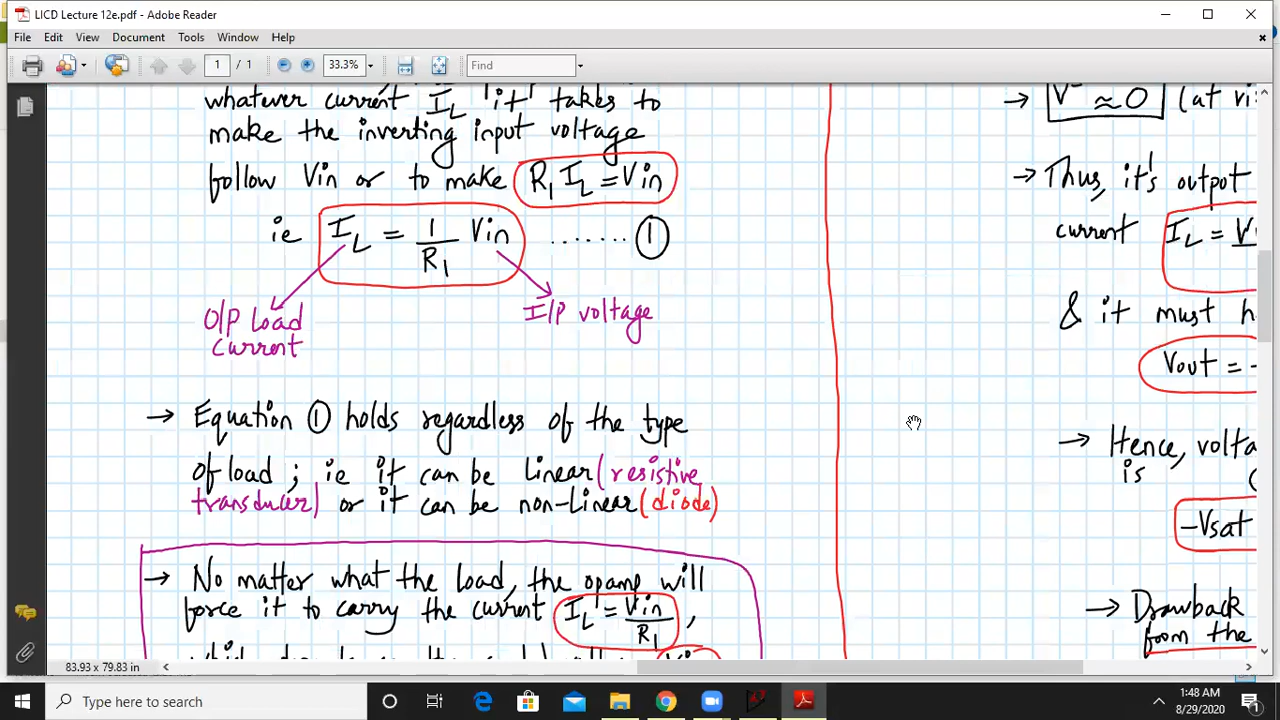 LICD Lecture 12e.pdf - Adobe Reader
File Edit View Document Tools Window Help
1 / 1 33.3% Find
whatever current IL 'it' takes to
make the inverting input voltage
follow Vin or to make R1 IL = Vin
ie IL = 1/R1 Vin ....... ①
O/P load
current
I/P voltage
→ Equation ① holds regardless of the type
of load ; ie it can be Linear (resistive
transducer) or it can be non-Linear (diode)
→ No matter what the load, the opamp will
force it to carry the current IL = Vin/R1 ,
→ V- ≈ 0 (at
→ Thus, it's output
current IL = V
& it must h
Vout = -
→ Hence, volta
is (
-Vsat
→ Drawback
from the
83.93 x 79.83 in
Type here to search
1:48 AM
8/29/2020